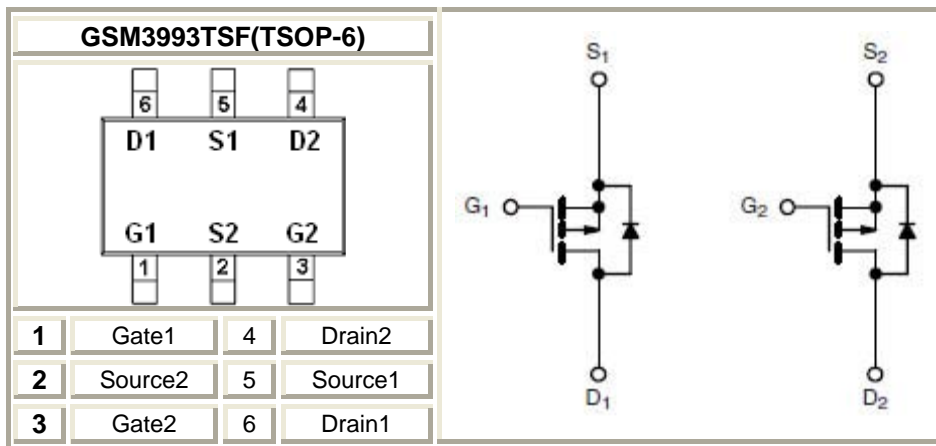 GSM3993TSF(TSOP-6)
6 5 4
D1 S1 D2
G1 S2 G2
1 2 3
1 Gate1 4 Drain2
2 Source2 5 Source1
3 Gate2 6 Drain1
S1 S2
G1 G2
D1 D2